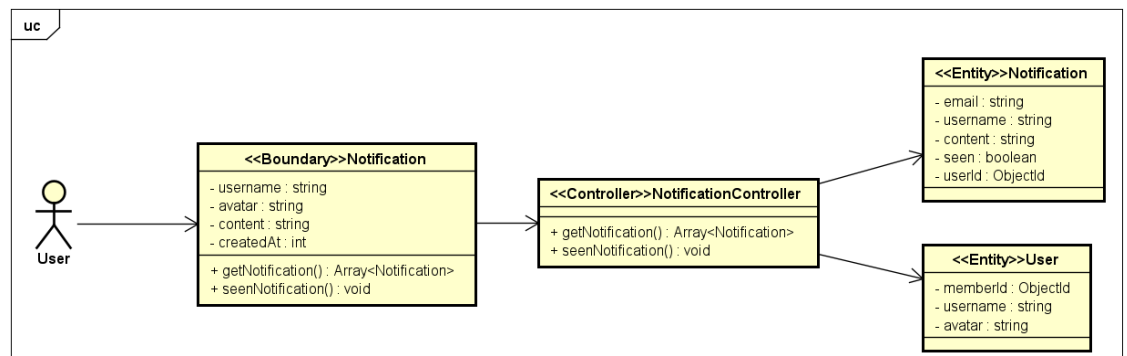 uc
User
<<Boundary>>Notification
- username : string
- avatar : string
- content : string
- createdAt : int
+ getNotification() : Array<Notification>
+ seenNotification() : void
<<Controller>>NotificationController
+ getNotification() : Array<Notification>
+ seenNotification() : void
<<Entity>>Notification
- email : string
- username : string
- content : string
- seen : boolean
- userId : ObjectId
<<Entity>>User
- memberId : ObjectId
- username : string
- avatar : string